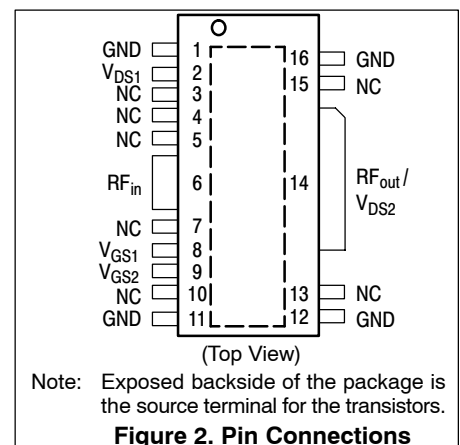 GND 1 16 GND
VDS1 2 15 NC
NC 3
NC 4
NC 5
RFin 6 14 RFout/
VDS2
NC 7
VGS1 8
VGS2 9
NC 10 13 NC
GND 11 12 GND
(Top View)
Note: Exposed backside of the package is
the source terminal for the transistors.
Figure 2. Pin Connections